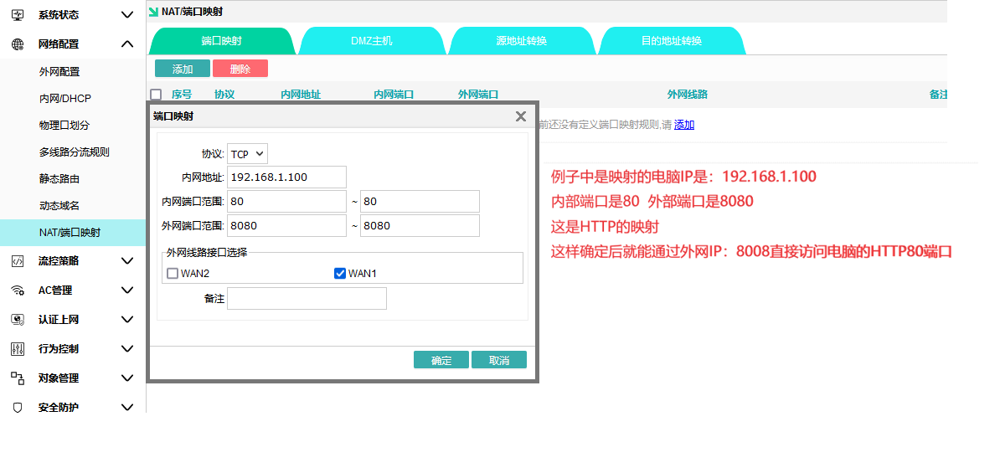 系统状态
网络配置
外网配置
内网/DHCP
物理口划分
多线路分流规则
静态路由
动态域名
NAT/端口映射
流控策略
AC管理
认证上网
行为控制
对象管理
安全防护
NAT/端口映射
端口映射 DMZ主机 源地址转换 目的地址转换
添加 删除
序号 协议 内网地址 内网端口 外网端口 外网线路 备注
前还没有定义端口映射规则,请 添加
端口映射
协议: TCP
内网地址: 192.168.1.100
内网端口范围: 80 ~ 80
外网端口范围: 8080 ~ 8080
外网线路接口选择
WAN2 WAN1
备注
确定 取消
例子中是映射的电脑IP是：192.168.1.100
内部端口是80 外部端口是8080
这是HTTP的映射
这样确定后就能通过外网IP：8008直接访问电脑的HTTP80端口